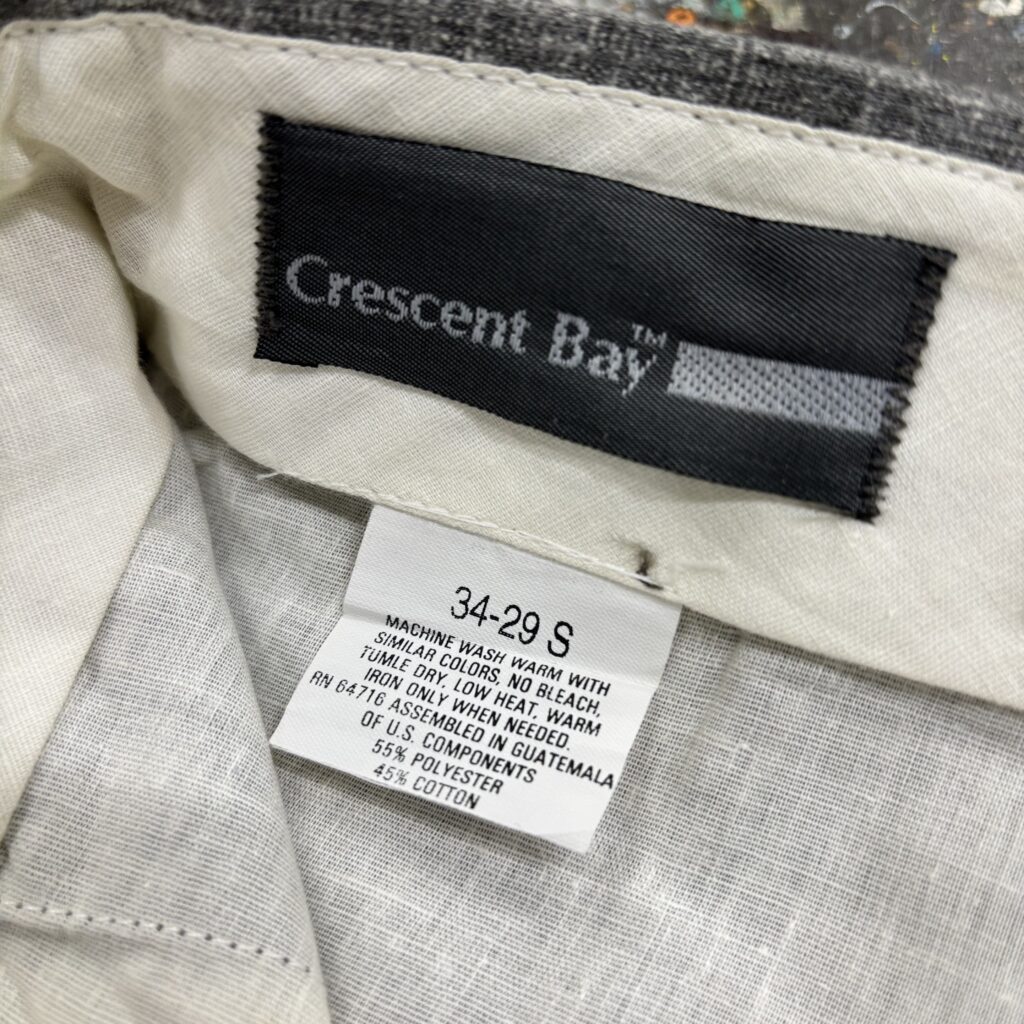 Crescent Bay™
34-29 S
MACHINE WASH WARM WITH
SIMILAR COLORS, NO BLEACH,
TUMLE DRY, LOW HEAT, WARM
IRON ONLY WHEN NEEDED.
RN 64716 ASSEMBLED IN GUATEMALA
OF U.S. COMPONENTS
55% POLYESTER
45% COTTON